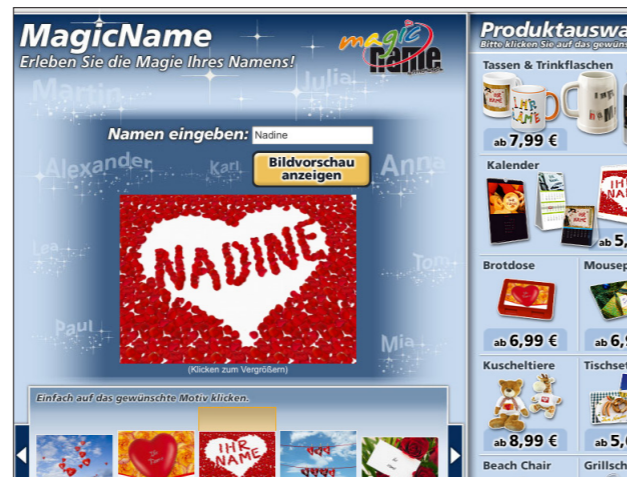 MagicName
Erleben Sie die Magie Ihres Namens!
magic
name
Martin
Julia
Namen eingeben: Nadine
Bildvorschau
anzeigen
Alexander
Karl
Anna
NADINE
Lea
Tom
Paul
Mia
(Klicken zum Vergrößern)
Einfach auf das gewünschte Motiv klicken.
IHR
NAME
Produktauswa
Bitte klicken Sie auf das gewüns
Tassen & Trinkflaschen
IHR
NAME
ab 7,99 €
Kalender
IHR
NA
ab 5,
Brotdose
Mousep
ab 6,99 €
ab 6,
Kuscheltiere
Tischset
ab 8,99 €
ab 5,
Beach Chair
Grillsch